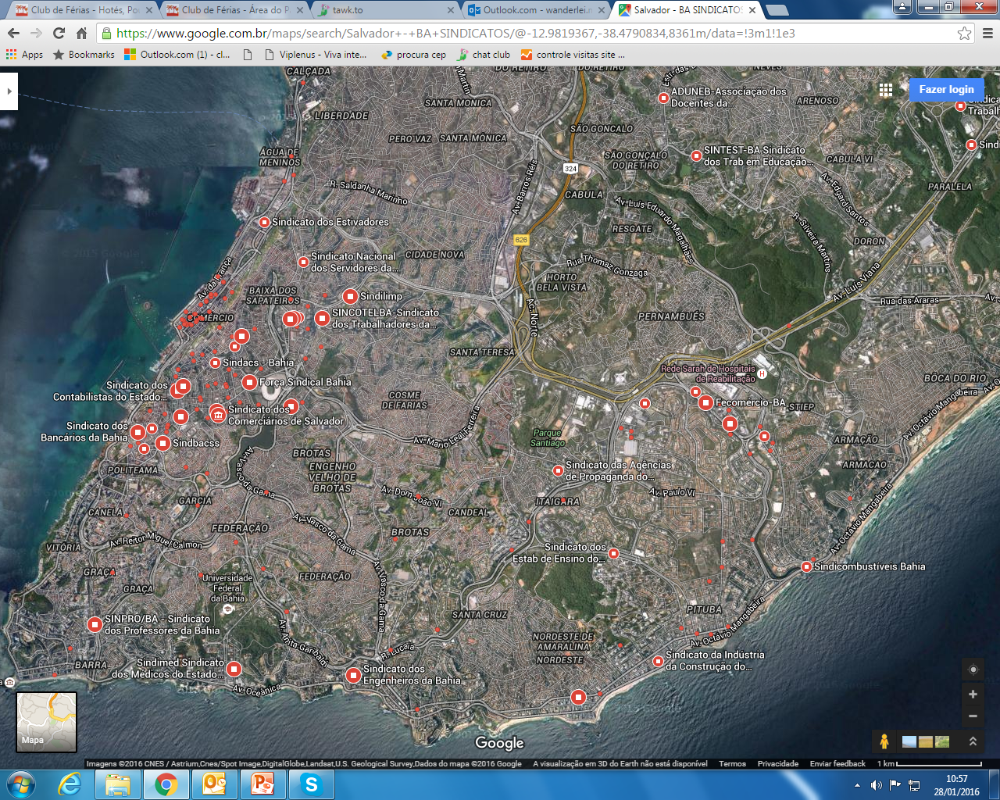 Club de Férias - Hotés, Po
Club de Férias - Área do P
tawk.to
Outlook.com - wanderlei.n
Salvador - BA SINDICATOS
https://www.google.com.br/maps/search/Salvador+-+BA+SINDICATOS/@-12.9819367,-38.4790834,8361m/data=!3m1!1e3
Apps
Bookmarks
Outlook.com (1) - cl...
Viplenus - Viva inte...
procura cep
chat club
controle visitas site ...
CALÇADA
DO RETIRO
DO RETIRO
NEVES
Fazer login
ADUNEB-Associação dos
Docentes da...
ARENOSO
SANTA MONICA
LIBERDADE
SÃO GONCALO
PERO VAZ
SANTA MÔNICA
ÁGUA DE
MENINOS
SÃO GONÇALO
DO RETIRO
SINTEST-BA Sindicato
dos Trab em Educação...
CABULA VI
324
R. Saldanha Marinho
Av. Barros Reis
CABULA
Av. Luís Eduardo Magalhães
Av. Edgard Santos
PARALELA
Sindicato dos Estivadores
RESGATE
R. Silveira Martins
626
DORON
Sindicato Nacional
dos Servidores da...
CIDADE NOVA
Rua Thomaz Gonzaga
Av. da França
HORTO
BELA VISTA
Av. Luís Viana
BAIXA DOS
SAPATEIROS
Sindilimp
Rua das Araras
Ac. Norte
COMÉRCIO
SINCOTELBA-Sindicato
dos Trabalhadores da...
PERNAMBUÉS
SANTA TERESA
Sindacs - Bahia
Rede Sarah de Hospitais
de Reabilitação
H
BOCA DO RIO
Sindicato dos
Contabilistas do Estado...
Força Sindical Bahia
COSME
DE FARIAS
Fecomércio-BA
STIEP
Sindicato dos
Comerciários de Salvador
Sindicato dos
Bancários da Bahia
Sindbacss
Av. Mario Leal Ferreira
Parque
Santiago
ARMAÇÃO
Av. Octávio Mangabeira
POLITEAMA
BROTAS
ENGENHO
VELHO DE
BROTAS
Sindicato das Agências
de Propaganda do...
ARMACAO
Av. Vasco da Gama
GARCIA
Av. Dom João VI
ITAIGARA
Av. Paulo VI
CANELA
CANDEAL
FEDERAÇÃO
Av. Vasco da Gama
BROTAS
Av. Reitor Miguel Calmon
VITÓRIA
Sindicato dos
Estab de Ensino do...
Av. Octávio Mangabeira
Sindicombustíveis Bahia
GRAÇA
GRAÇA
Universidade
Federal
da Bahia
FEDERAÇÃO
Av. Vasco da Gama
SANTA CRUZ
PITUBA
SINPRO/BA - Sindicato
dos Professores da Bahia
Av. Anita Garibaldi
R. Lucaia
NORDESTE DE
AMARALINA
NORDESTE
Av. Octávio Mangabeira
BARRA
Sindimed Sindicato
dos Médicos do Estado...
Sindicato dos
Engenheiros da Bahia
Sindicato da Indústria
da Construção do...
Av. Oceânica
Mapa
Google
Imagens ©2016 CNES / Astrium,Cnes/Spot Image,DigitalGlobe,Landsat,U.S. Geological Survey,Dados do mapa ©2016 Google
A visualização em 3D do Earth não está disponível
Termos
Privacidade
Enviar feedback
1 km
10:57
28/01/2016